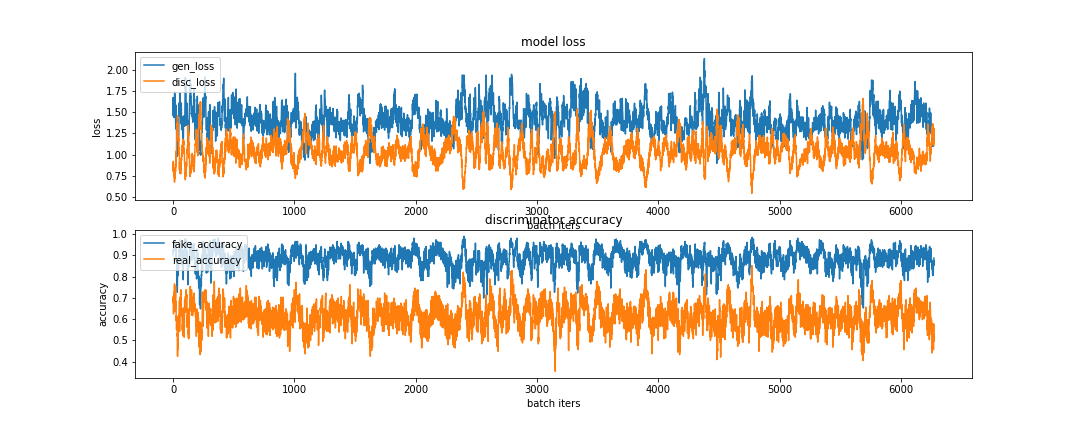 model loss
gen_loss
disc_loss
loss
2.00
1.75
1.50
1.25
1.00
0.75
0.50
0 1000 2000 3000 4000 5000 6000
batch iters
discriminator accuracy
fake_accuracy
real_accuracy
accuracy
1.0
0.9
0.8
0.7
0.6
0.5
0.4
0 1000 2000 3000 4000 5000 6000
batch iters